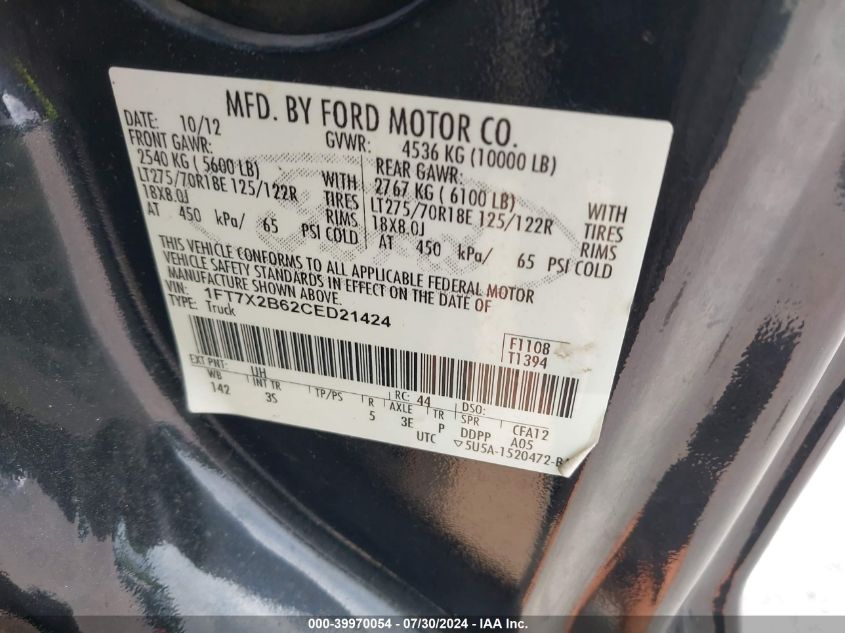 MFD. BY FORD MOTOR CO.
DATE: 10/12 GVWR: 4536 KG (10000 LB)
FRONT GAWR: REAR GAWR:
2540 KG ( 5600 LB) WITH 2767 KG ( 6100 LB) WITH
LT275/70R18E 125/122R TIRES LT275/70R18E 125/122R TIRES
18X8.0J RIMS 18X8.0J RIMS
AT 450 kPa/ 65 PSI COLD AT 450 kPa/ 65 PSI COLD
THIS VEHICLE CONFORMS TO ALL APPLICABLE FEDERAL MOTOR
VEHICLE SAFETY STANDARDS IN EFFECT ON THE DATE OF
MANUFACTURE SHOWN ABOVE.
VIN: 1FT7X2B62CED21424
TYPE: Truck
F1108
T1394
EXT PNT: UH RC: 44 DSO:
WB INT TR TP/PS R AXLE TR SPR CFA12
142 3S 5 3E P DDPP A05
UTC ▽5U5A-1520472-B
000-39970054 - 07/30/2024 - IAA Inc.